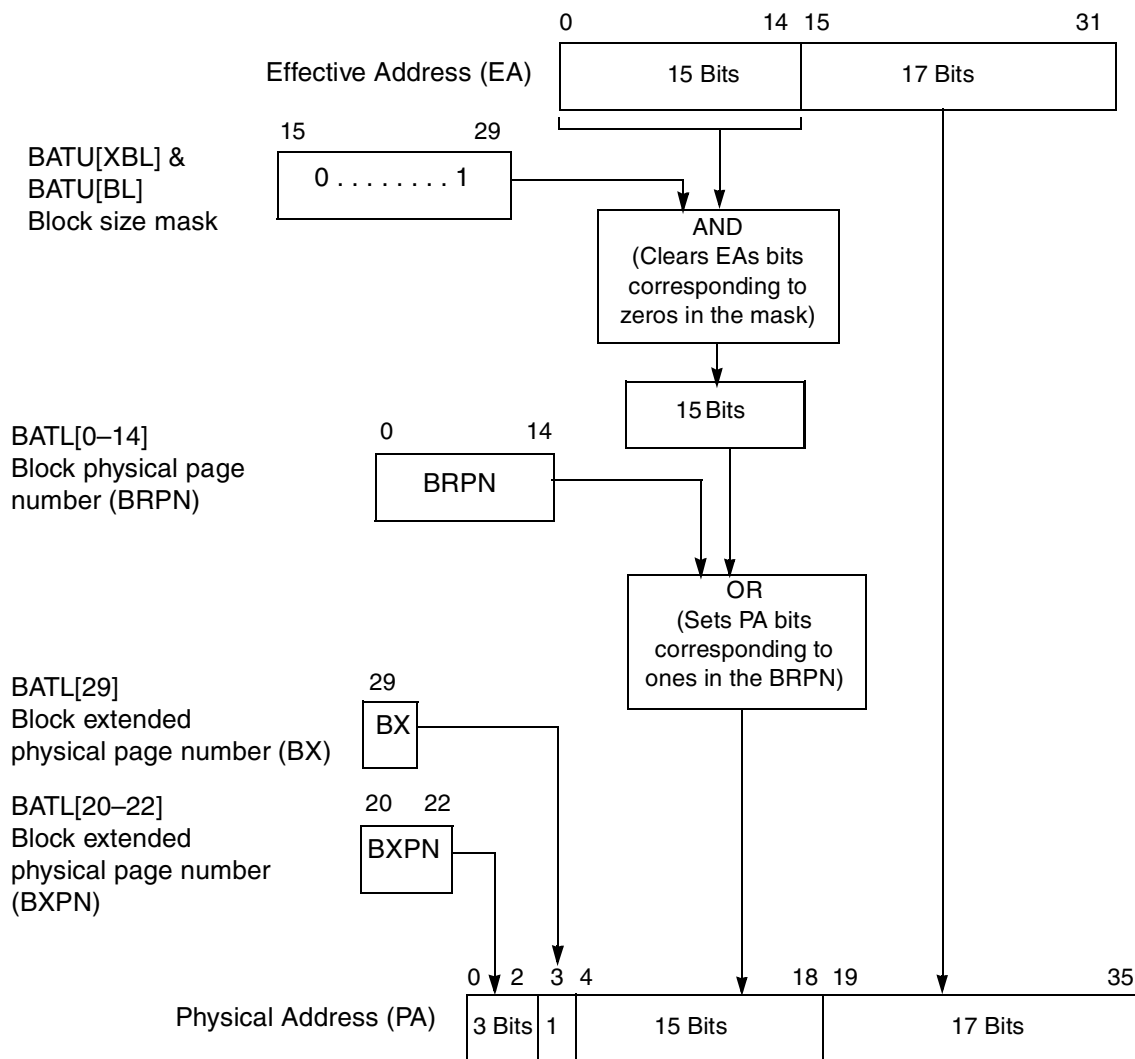 0 14 15 31
Effective Address (EA)
15 Bits
17 Bits
15 29
BATU[XBL] &
BATU[BL]
Block size mask
0 . . . . . . . . 1
AND
(Clears EAs bits
corresponding to
zeros in the mask)
15 Bits
BATL[0–14]
Block physical page
number (BRPN)
0 14
BRPN
OR
(Sets PA bits
corresponding to
ones in the BRPN)
BATL[29]
Block extended
physical page number (BX)
29
BX
BATL[20–22]
Block extended
physical page number
(BXPN)
20 22
BXPN
0 2 3 4 18 19 35
Physical Address (PA)
3 Bits
1
15 Bits
17 Bits